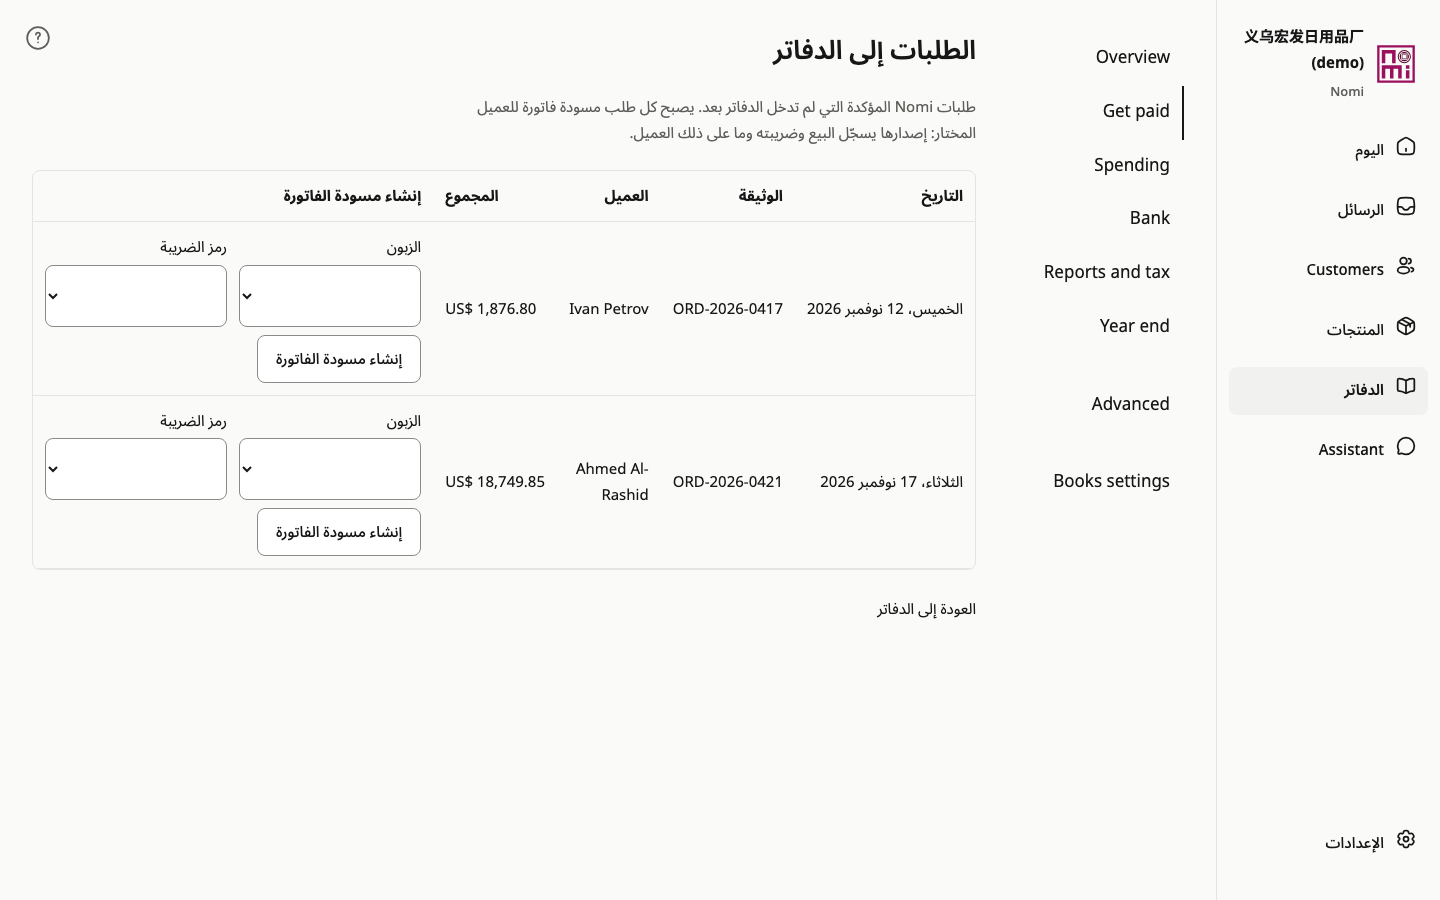 义乌宏发日用品厂
(demo)
Nomi
اليوم
الرسائل
Customers
المنتجات
الدفاتر
Assistant
الإعدادات
Overview
Get paid
Spending
Bank
Reports and tax
Year end
Advanced
Books settings
الطلبات إلى الدفاتر
طلبات Nomi المؤكدة التي لم تدخل الدفاتر بعد. يصبح كل طلب مسودة فاتورة للعميل
المختار: إصدارها يسجّل البيع وضريبته وما على ذلك العميل.
التاريخ الوثيقة العميل المجموع إنشاء مسودة الفاتورة
الزبون رمز الضريبة
الخميس، 12 نوفمبر 2026 ORD-2026-0417 Ivan Petrov US$ 1,876.80
إنشاء مسودة الفاتورة
الزبون رمز الضريبة
الثلاثاء، 17 نوفمبر 2026 ORD-2026-0421 Ahmed Al-
Rashid US$ 18,749.85
إنشاء مسودة الفاتورة
العودة إلى الدفاتر